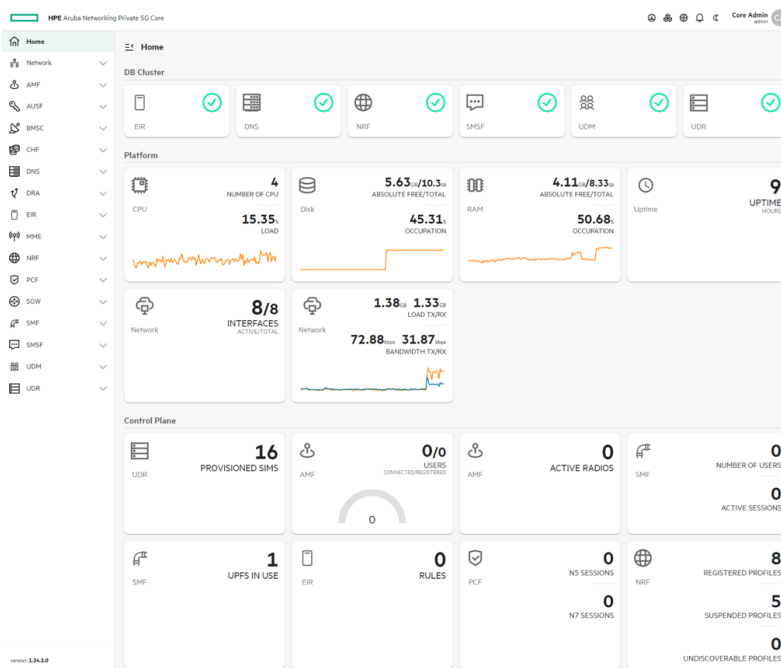 HPE Aruba Networking Private 5G Core
Core Admin
admin
Home
Network
AMF
AUSF
BMSC
CHF
DNS
DRA
EIR
MME
NRF
PCF
SGW
SMF
SMSF
UDM
UDR
version: 1.24.2.0
Home
DB Cluster
EIR
DNS
NRF
SMSF
UDM
UDR
Platform
CPU
4
NUMBER OF CPU
15.35%
LOAD
Disk
5.63GB/10.3GB
ABSOLUTE FREE/TOTAL
45.31%
OCCUPATION
RAM
4.11GB/8.33GB
ABSOLUTE FREE/TOTAL
50.68%
OCCUPATION
Uptime
9
UPTIME
HOURS
Network
8/8
INTERFACES
ACTIVE/TOTAL
Network
1.38GB 1.33GB
LOAD TX/RX
72.88kbps 31.87kbps
BANDWIDTH TX/RX
Control Plane
UDR
16
PROVISIONED SIMS
AMF
0/0
USERS
CONNECTED/REGISTERED
0
AMF
0
ACTIVE RADIOS
SMF
0
NUMBER OF USERS
0
ACTIVE SESSIONS
SMF
1
UPFS IN USE
EIR
0
RULES
PCF
0
N5 SESSIONS
0
N7 SESSIONS
NRF
8
REGISTERED PROFILES
5
SUSPENDED PROFILES
0
UNDISCOVERABLE PROFILES